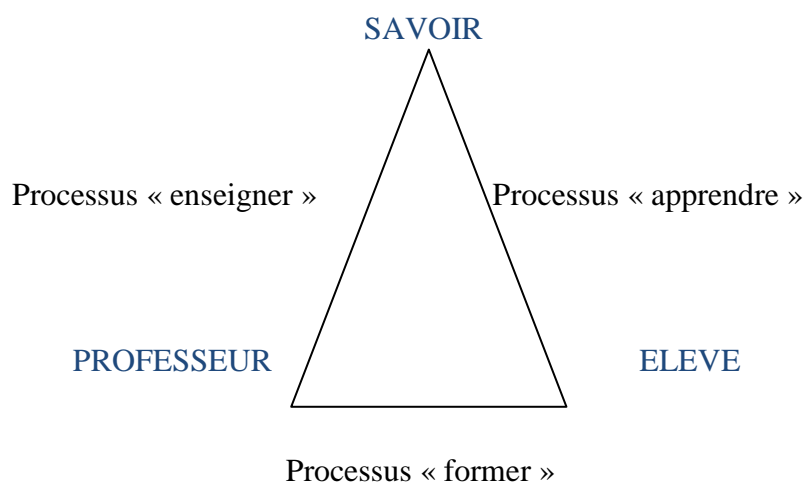 SAVOIR
Processus « enseigner »
Processus « apprendre »
PROFESSEUR
ELEVE
Processus « former »